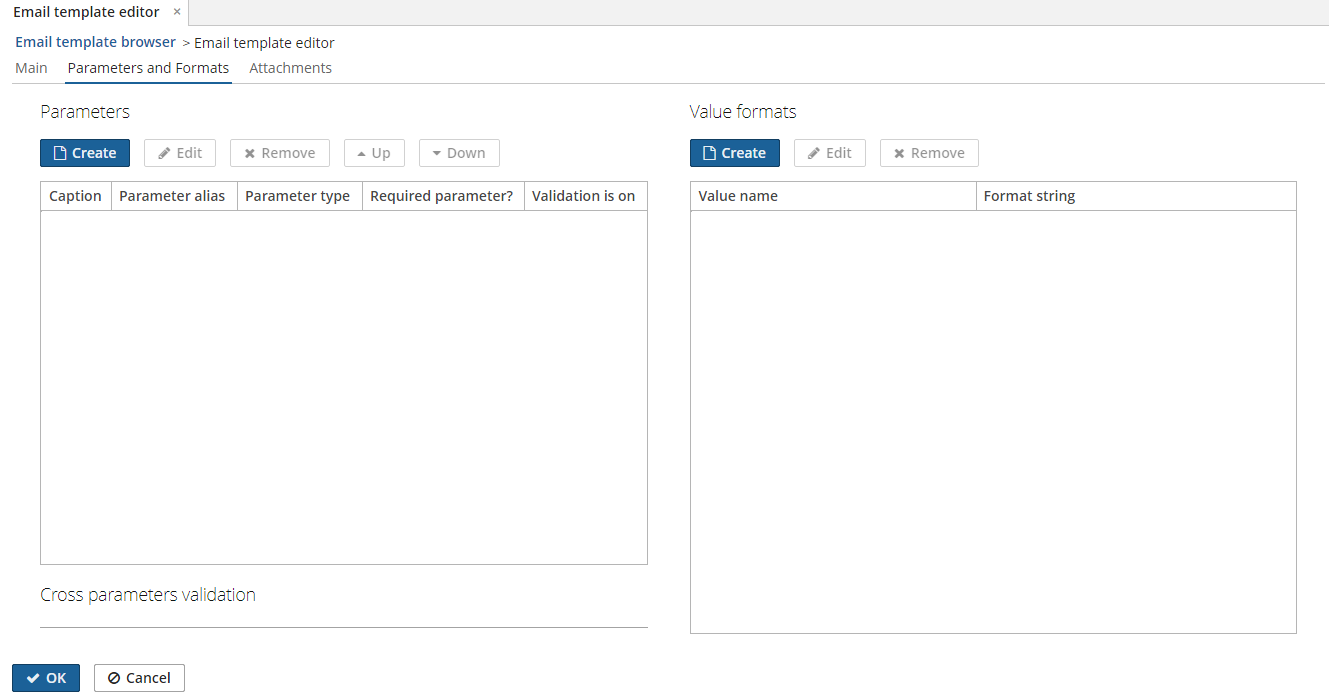 Email template editor ×
Email template browser > Email template editor
Main Parameters and Formats Attachments
Parameters
Create Edit Remove Up Down
Caption Parameter alias Parameter type Required parameter? Validation is on
Cross parameters validation
Value formats
Create Edit Remove
Value name Format string
OK Cancel